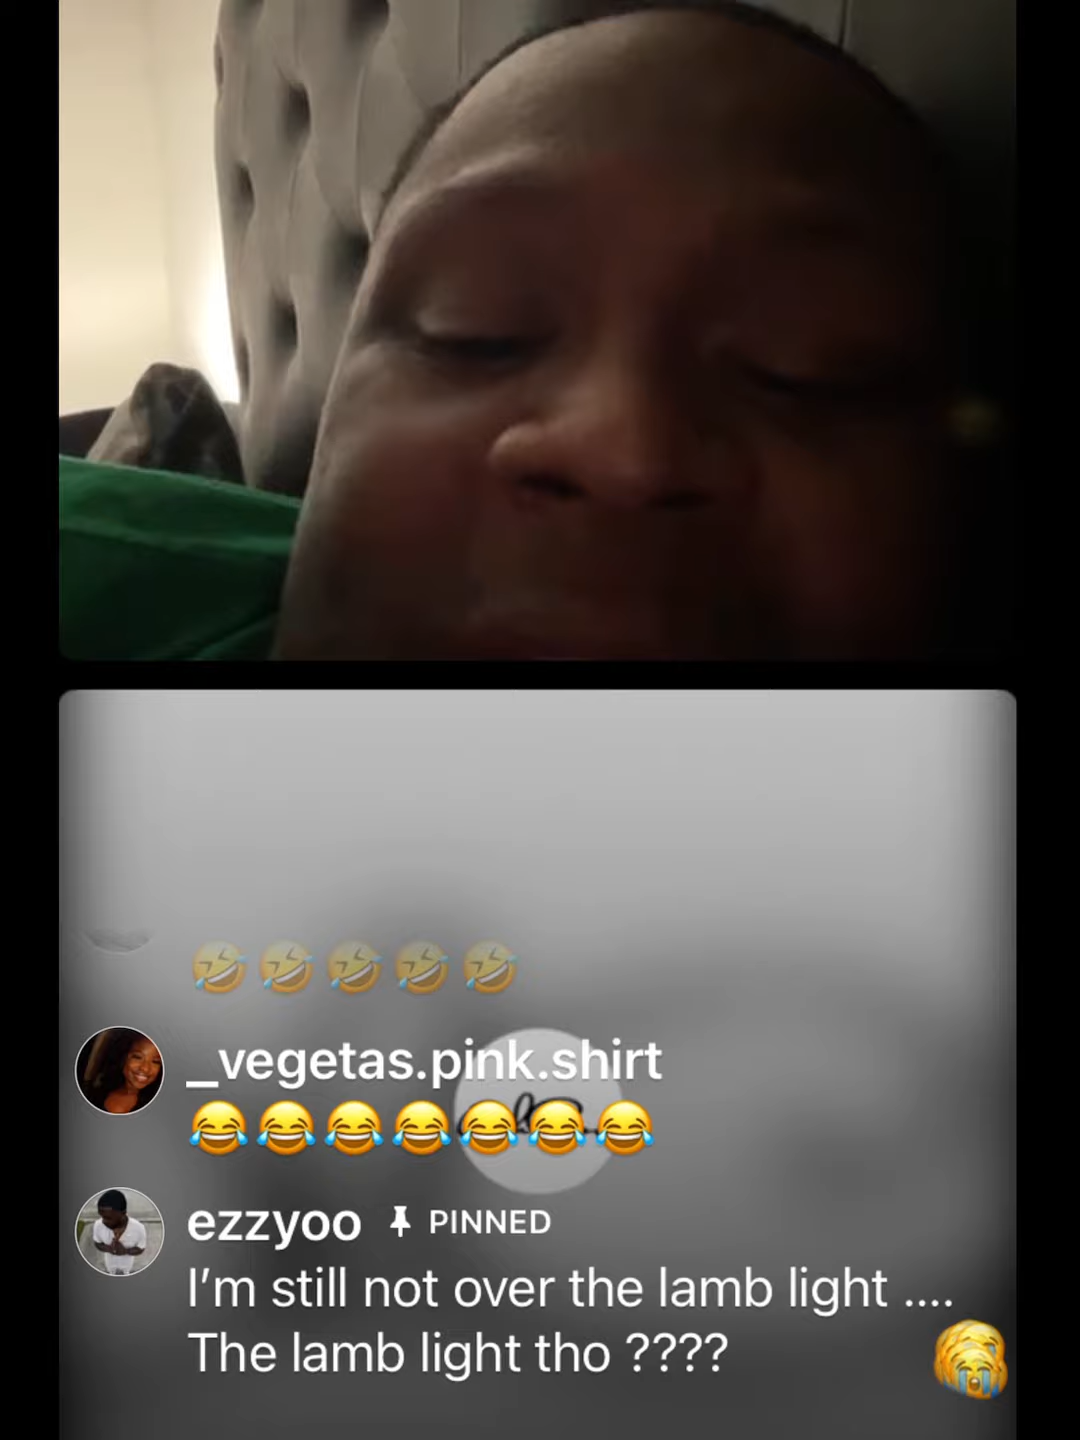 🤣🤣🤣🤣🤣
_vegetas.pink.shirt
😂😂😂😂😂😂😂
ezzyoo PINNED
I’m still not over the lamb light ....
The lamb light tho ????